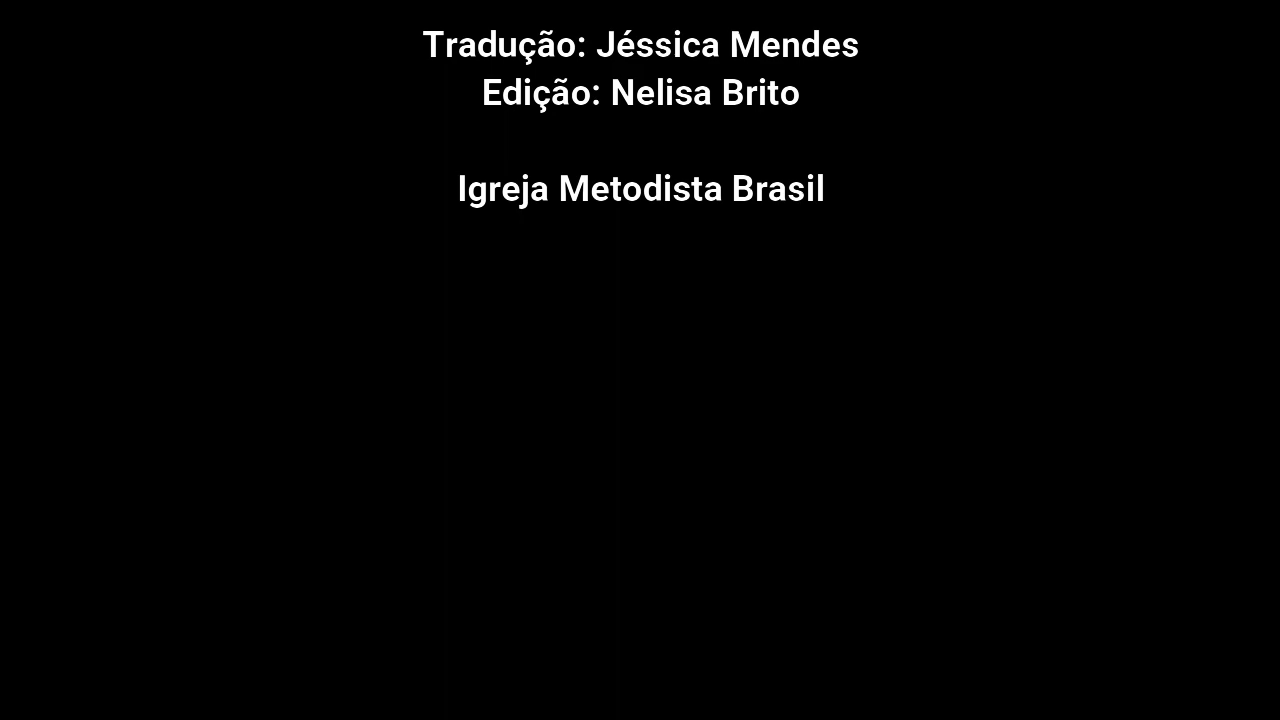 Tradução: Jéssica Mendes
Edição: Nelisa Brito
Igreja Metodista Brasil